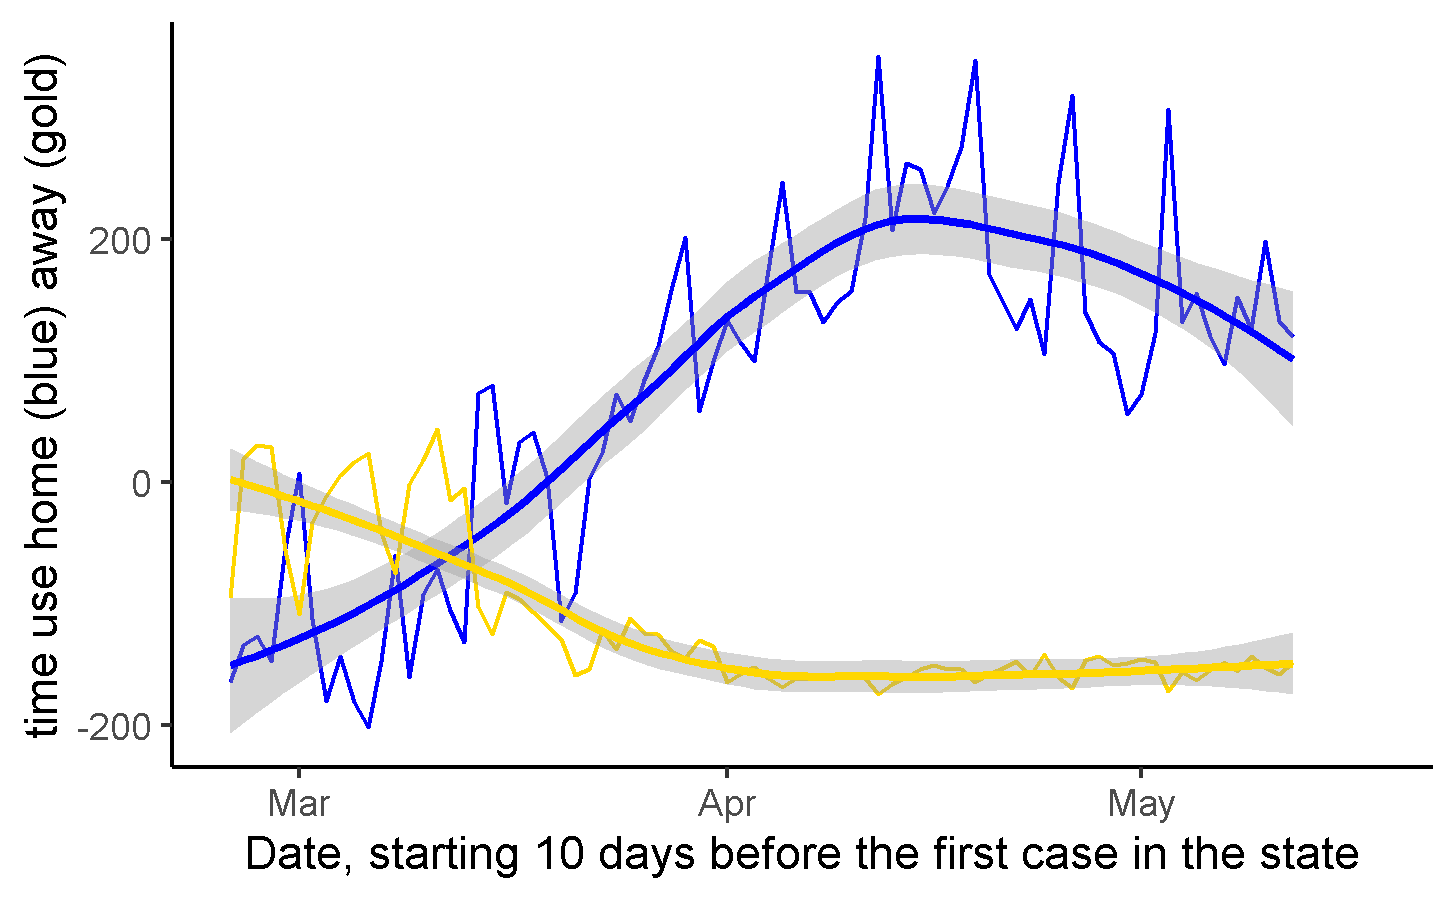 time use home (blue) away (gold)
200
0
-200
Mar
Apr
May
Date, starting 10 days before the first case in the state